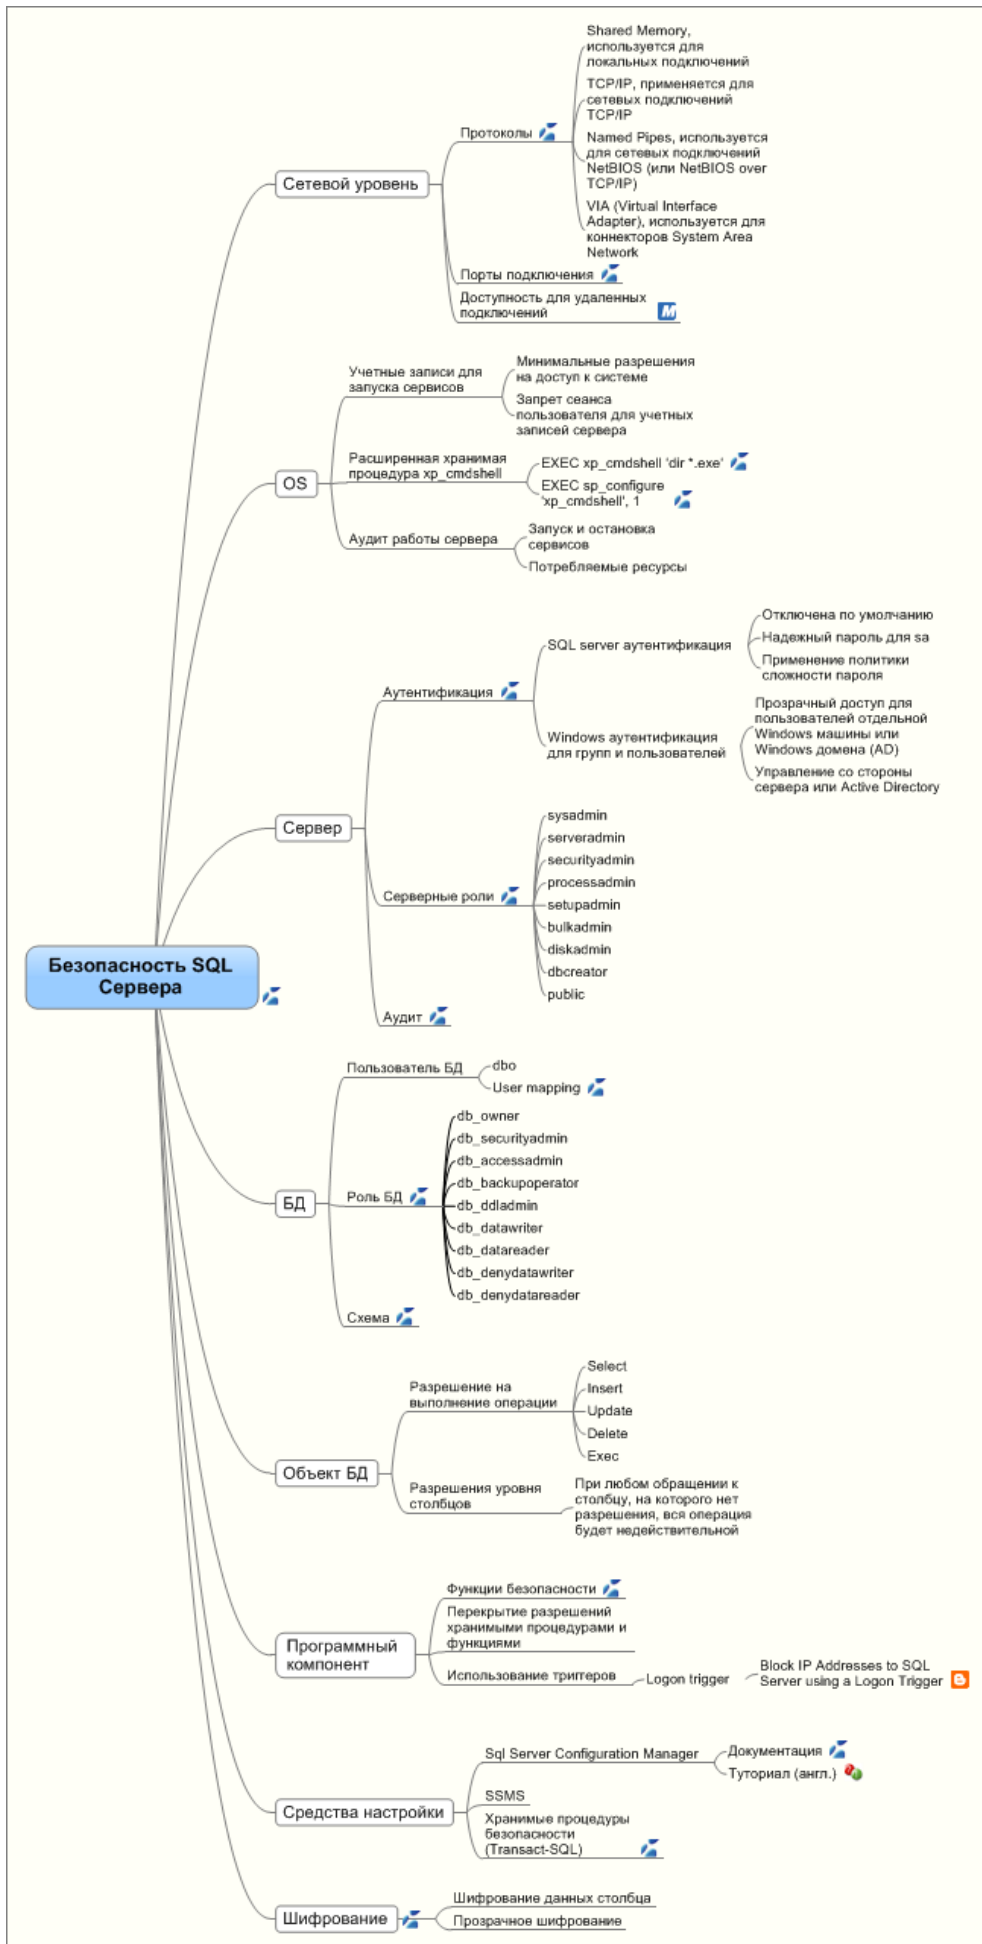 Shared Memory,
используется для
локальных подключений
TCP/IP, применяется для
сетевых подключений
TCP/IP
Протоколы
Named Pipes, используется
для сетевых подключений
NetBIOS (или NetBIOS over
TCP/IP)
Сетевой уровень
VIA (Virtual Interface
Adapter), используется для
коннекторов System Area
Network
Порты подключения
Доступность для удаленных
подключений
Учетные записи для
запуска сервисов
Минимальные разрешения
на доступ к системе
Запрет сеанса
пользователя для учетных
записей сервера
OS
Расширенная хранимая
процедура xp_cmdshell
EXEC xp_cmdshell 'dir *.exe'
EXEC sp_configure
'xp_cmdshell', 1
Аудит работы сервера
Запуск и остановка
сервисов
Потребляемые ресурсы
Сервер
Аутентификация
SQL server аутентификация
Отключена по умолчанию
Надежный пароль для sa
Применение политики
сложности пароля
Windows аутентификация
для групп и пользователей
Прозрачный доступ для
пользователей отдельной
Windows машины или
Windows домена (AD)
Управление со стороны
сервера или Active Directory
Серверные роли
sysadmin
serveradmin
securityadmin
processadmin
setupadmin
bulkadmin
diskadmin
dbcreator
public
Аудит
Безопасность SQL
Сервера
БД
Пользователь БД
dbo
User mapping
Роль БД
db_owner
db_securityadmin
db_accessadmin
db_backupoperator
db_ddladmin
db_datawriter
db_datareader
db_denydatawriter
db_denydatareader
Схема
Объект БД
Разрешение на
выполнение операции
Select
Insert
Update
Delete
Exec
Разрешения уровня
столбцов
При любом обращении к
столбцу, на которого нет
разрешения, вся операция
будет недействительной
Программный
компонент
Функции безопасности
Перекрытие разрешений
хранимыми процедурами и
функциями
Использование триггеров
Logon trigger
Block IP Addresses to SQL
Server using a Logon Trigger
Средства настройки
Sql Server Configuration Manager
Документация
Туториал (англ.)
SSMS
Хранимые процедуры
безопасности
(Transact-SQL)
Шифрование
Шифрование данных столбца
Прозрачное шифрование